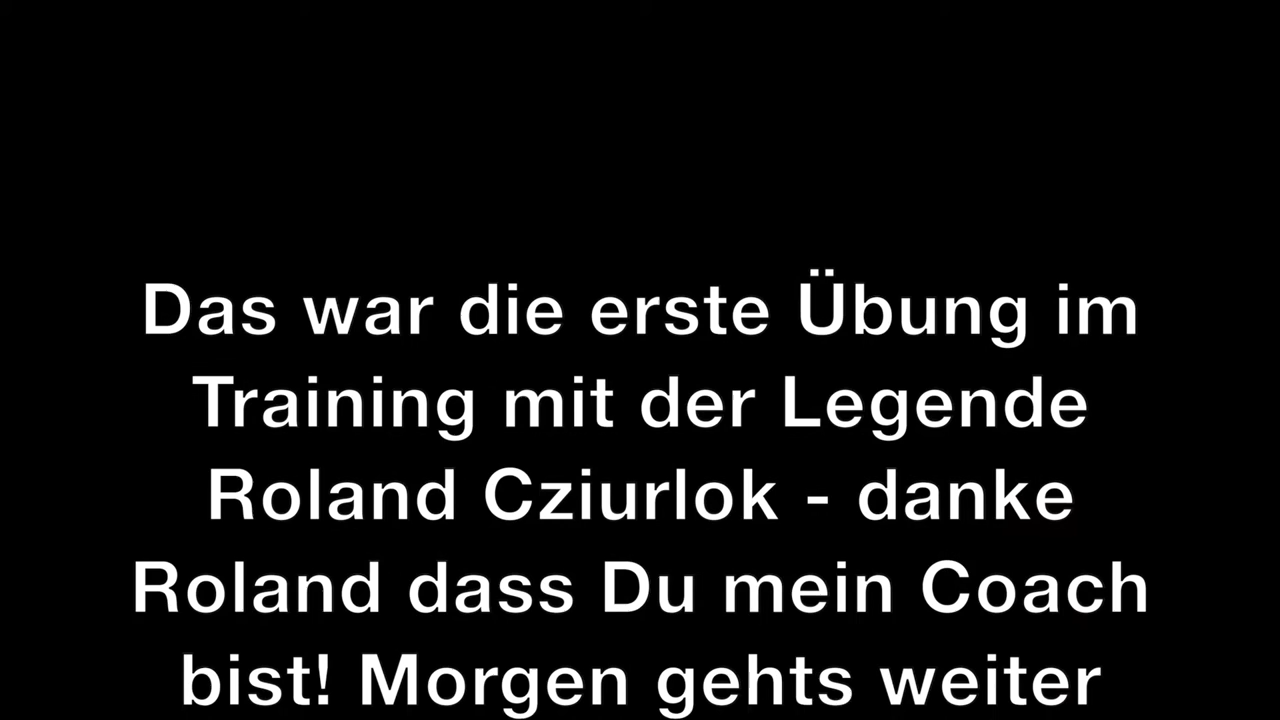 Das war die erste Übung im
Training mit der Legende
Roland Cziurlok - danke
Roland dass Du mein Coach
bist! Morgen gehts weiter